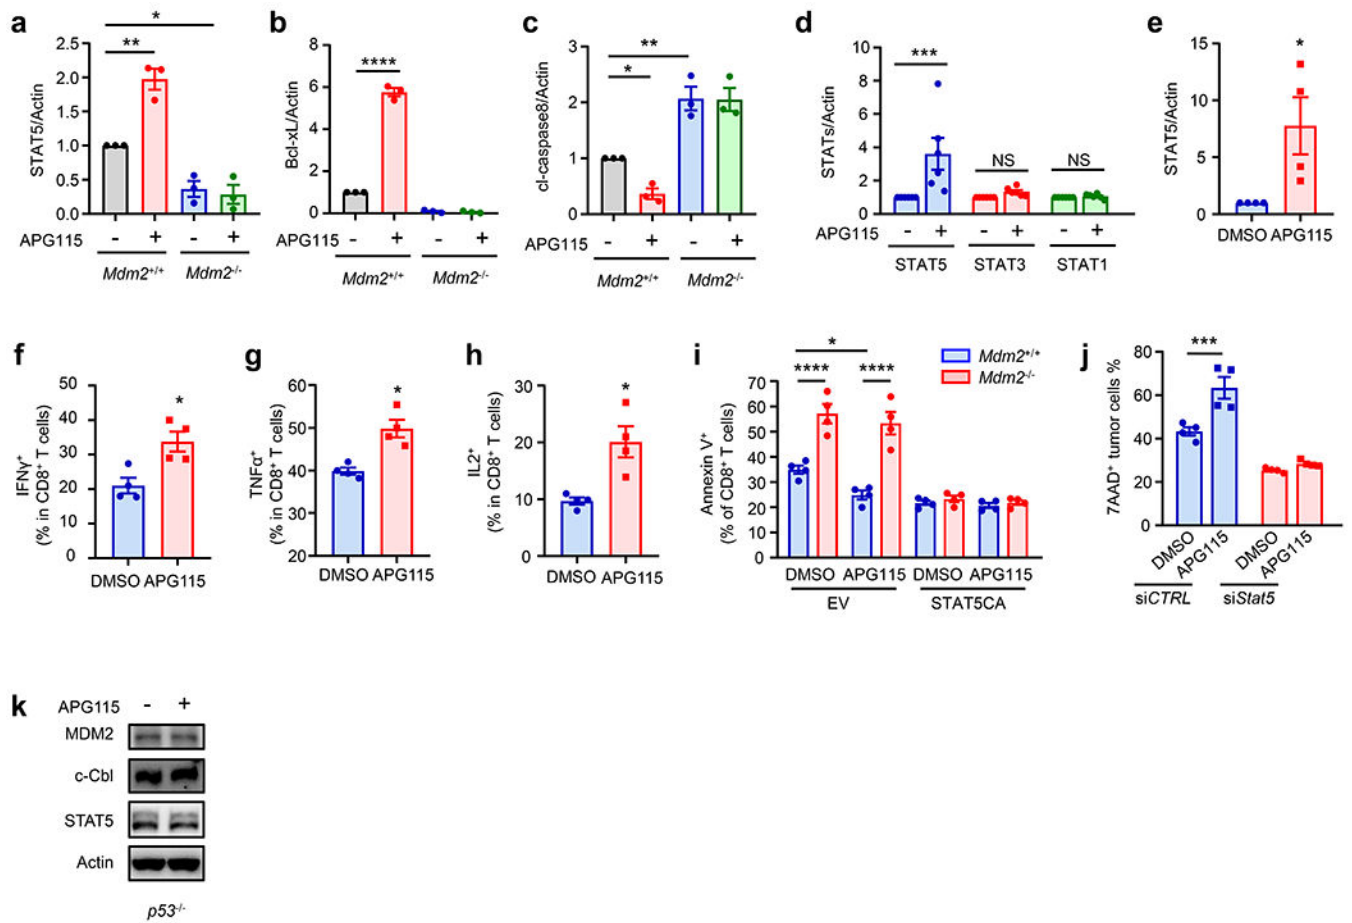 a
STAT5/Actin
2.5
2.0
1.5
1.0
0.5
0.0
*
**
APG115 - + - +
Mdm2+/+ Mdm2-/-
b
Bcl-xL/Actin
8
6
4
2
0
****
APG115 - + - +
Mdm2+/+ Mdm2-/-
c
cl-caspase8/Actin
3
2
1
0
**
*
APG115 - + - +
Mdm2+/+ Mdm2-/-
d
STATs/Actin
10
8
6
4
2
0
*** NS NS
APG115 - + - + - +
STAT5 STAT3 STAT1
e
STAT5/Actin
15
10
5
0
*
DMSO APG115
f
IFNγ+
(% in CD8+ T cells)
50
40
30
20
10
0
*
DMSO APG115
g
TNFα+
(% in CD8+ T cells)
60
50
40
30
20
*
DMSO APG115
h
IL2+
(% in CD8+ T cells)
30
20
10
0
*
DMSO APG115
i
Annexin V+
(% of CD8+ T cells)
70
60
50
40
30
20
10
0
*
**** ****
Mdm2+/+
Mdm2-/-
DMSO APG115 DMSO APG115
EV STAT5CA
j
7AAD+ tumor cells %
80
60
40
20
0
***
DMSO APG115 DMSO APG115
siCTRL siStat5
k
APG115 - +
MDM2
c-Cbl
STAT5
Actin
p53-/-